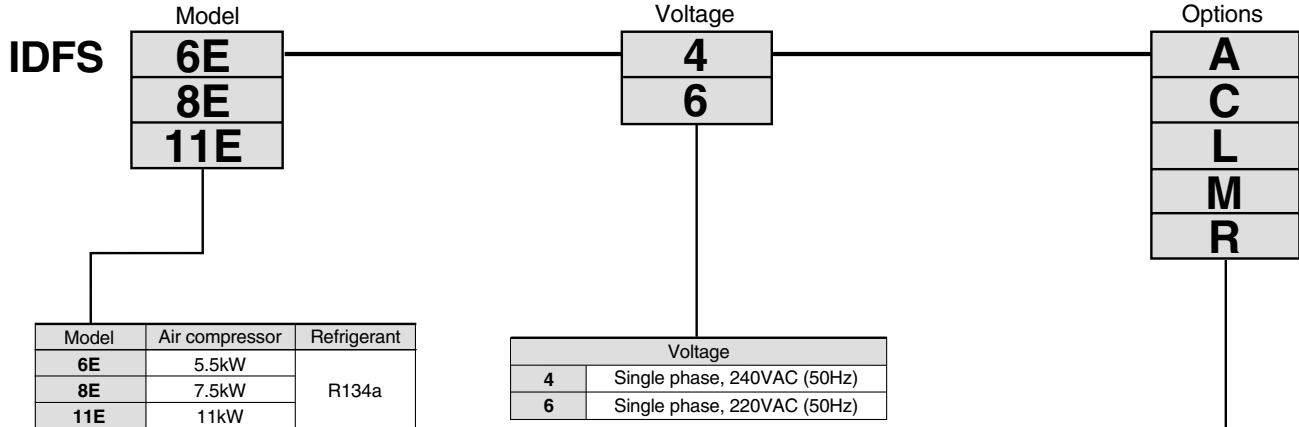 Model Voltage Options
IDFS 6E 4 A
8E 6 C
11E L
M
R
Model Air compressor Refrigerant
6E 5.5kW R134a
8E 7.5kW
11E 11kW
Voltage
4 Single phase, 240VAC (50Hz)
6 Single phase, 220VAC (50Hz)